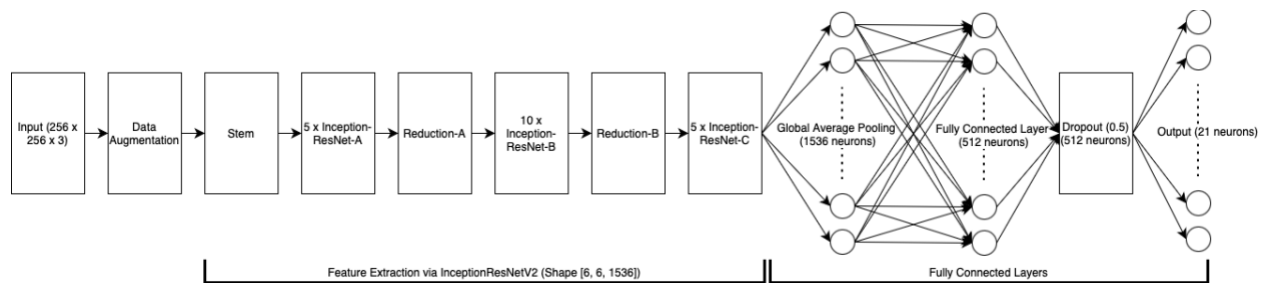 Input (256 x
256 x 3)
Data
Augmentation
Stem
5 x Inception-
ResNet-A
Reduction-A
10 x
Inception-
ResNet-B
Reduction-B
5 x Inception-
ResNet-C
Global Average Pooling
(1536 neurons)
Fully Connected Layer
(512 neurons)
Dropout (0.5)
(512 neurons)
Output (21 neurons)
Feature Extraction via InceptionResNetV2 (Shape [6, 6, 1536])
Fully Connected Layers